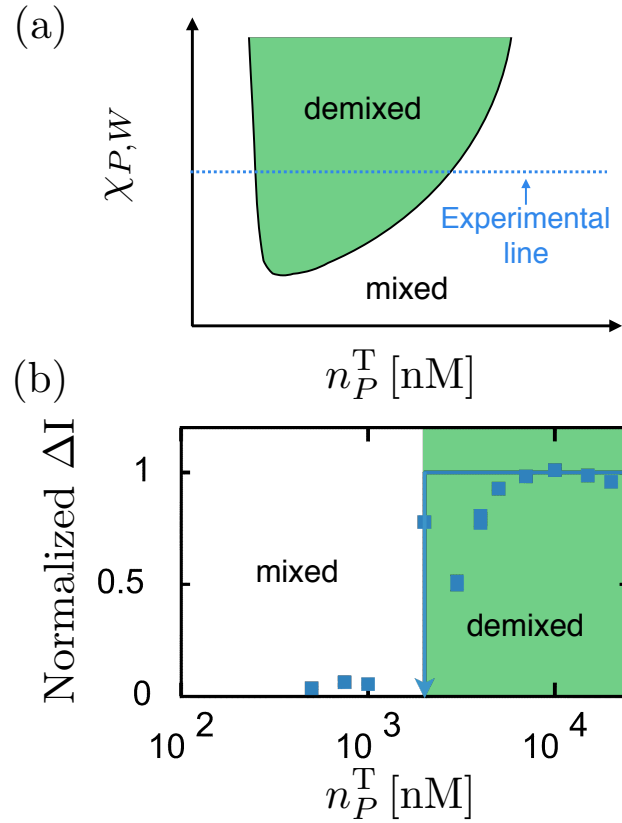 (a)
χ_{P,W}
demixed
Experimental
line
mixed
n_P^T [nM]
(b)
Normalized ΔI
1
0.5
0
mixed
demixed
10^2
10^3
10^4
n_P^T [nM]